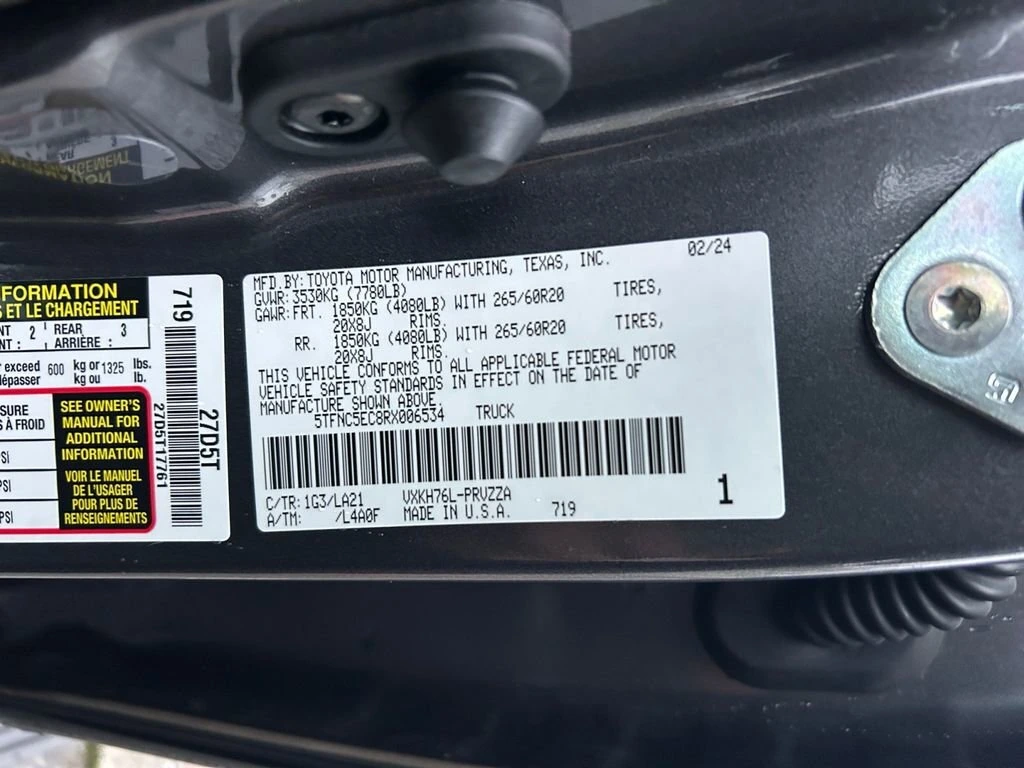 FORMATION
S ET LE CHARGEMENT
NT 2 REAR 3
NT : ARRIÈRE :
r exceed 600 kg or 1325 lbs.
dépasser kg ou lb.
SSURE
S À FROID
PSI
PSI
PSI
SEE OWNER'S
MANUAL FOR
ADDITIONAL
INFORMATION
VOIR LE MANUEL
DE L'USAGER
POUR PLUS DE
RENSEIGNEMENTS
719
27D5T17761
27D5T
MFD BY:TOYOTA MOTOR MANUFACTURING, TEXAS, INC. 02/24
GVWR:3530KG (7780LB)
GAWR:FRT. 1850KG (4080LB) WITH 265/60R20 TIRES,
20X8J RIMS.
RR. 1850KG (4080LB) WITH 265/60R20 TIRES,
20X8J RIMS.
THIS VEHICLE CONFORMS TO ALL APPLICABLE FEDERAL MOTOR
VEHICLE SAFETY STANDARDS IN EFFECT ON THE DATE OF
MANUFACTURE SHOWN ABOVE.
5TFNC5EC8RX006534 TRUCK
C/TR:1G3/LA21 VXKH76L-PRVZZA
A/TM: /L4A0F MADE IN U.S.A. 719
1